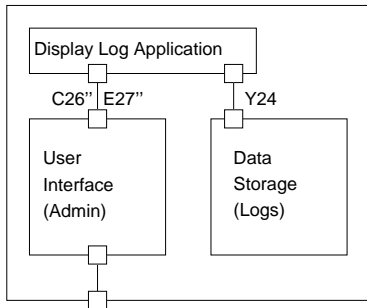 Display Log Application
C26'' E27'' Y24
User Data
Interface Storage
(Admin) (Logs)